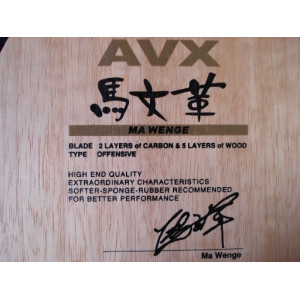 AVX
馬文革
MA WENGE
BLADE 2 LAYERS of CARBON & 5 LAYERS of WOOD
TYPE OFFENSIVE
HIGH END QUALITY
EXTRAORDINARY CHARACTERISTICS
SOFTER-SPONGE-RUBBER RECOMMENDED
FOR BETTER PERFORMANCE
Ma Wenge